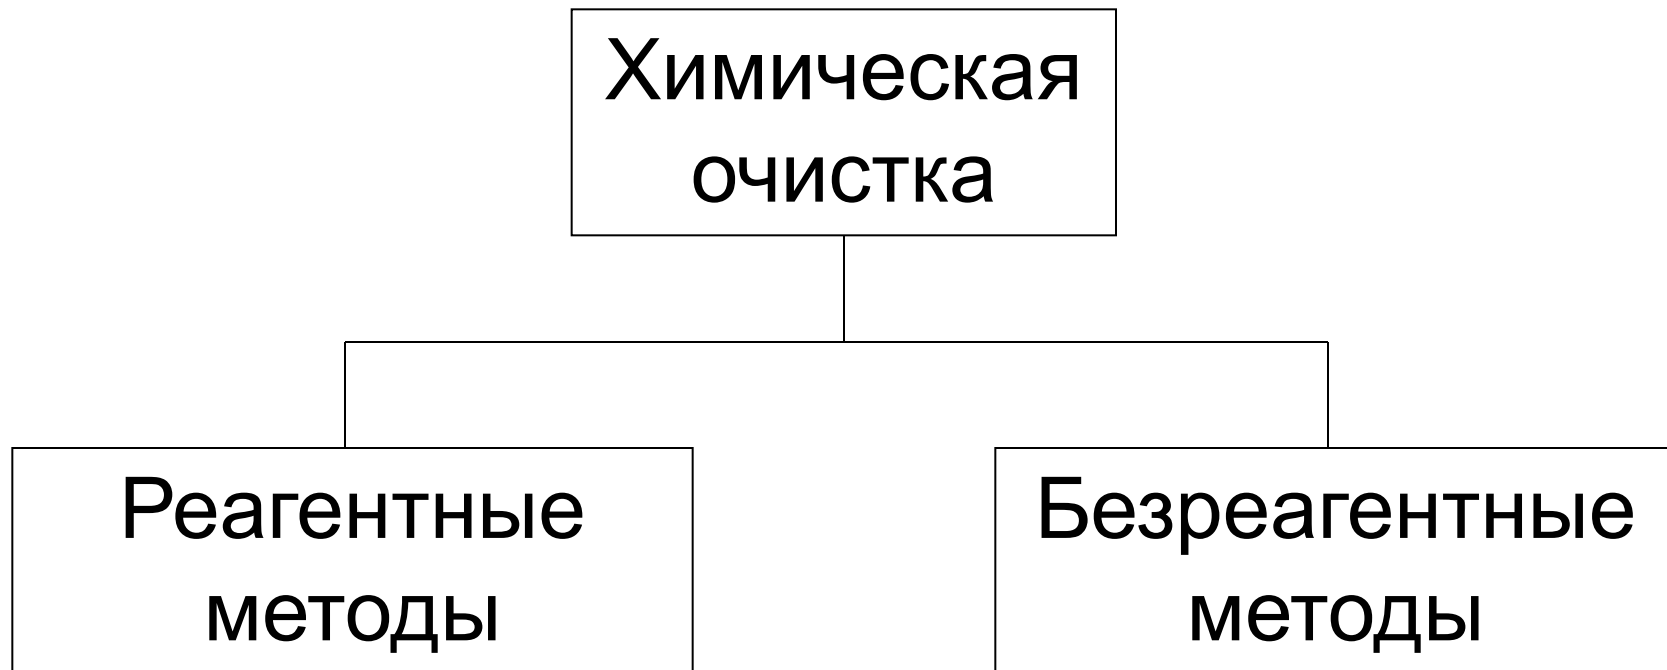 Химическая
очистка
Реагентные
методы
Безреагентные
методы